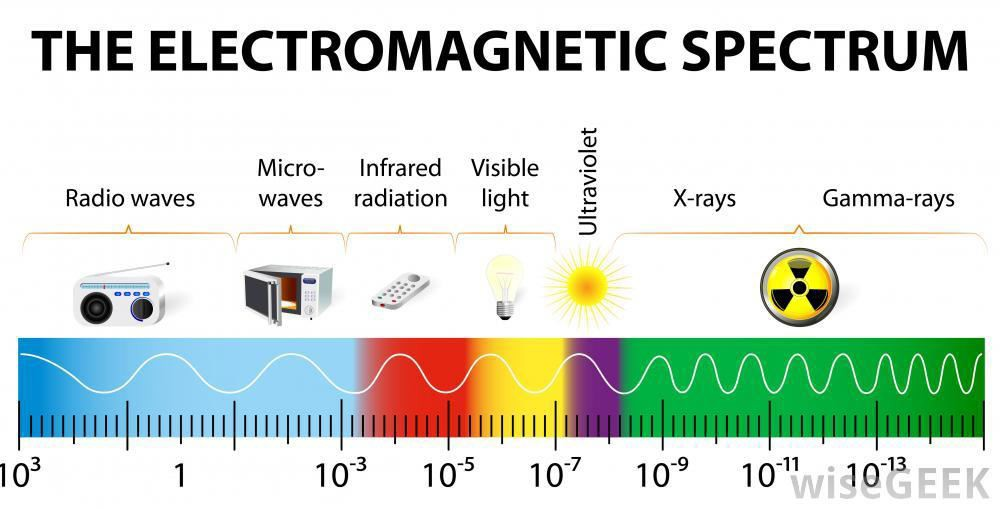 THE ELECTROMAGNETIC SPECTRUM
Radio waves
Micro-
waves
Infrared
radiation
Visible
light
Ultraviolet
X-rays
Gamma-rays
10³ 1 10⁻³ 10⁻⁵ 10⁻⁷ 10⁻⁹ 10⁻¹¹ 10⁻¹³
wiseGEEK